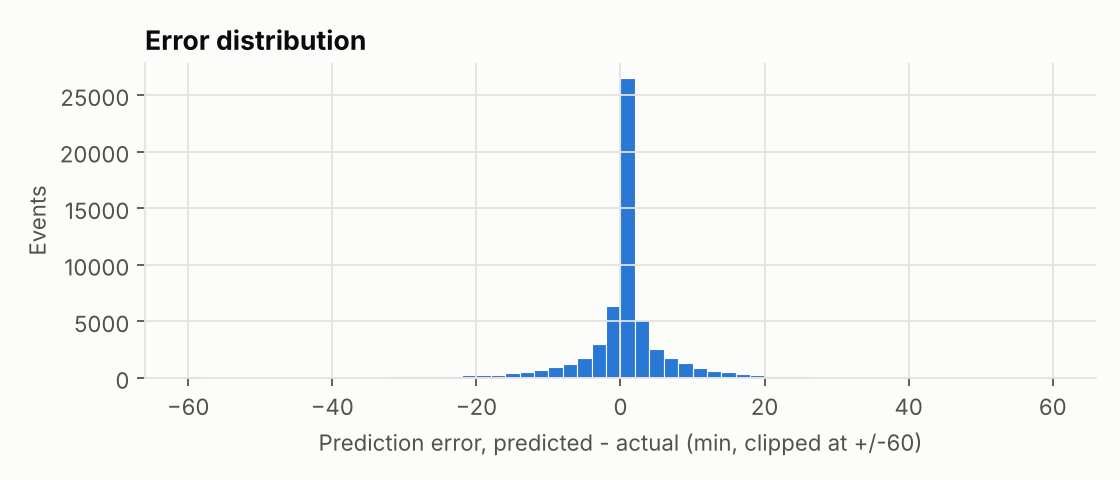 Error distribution
Events
25000
20000
15000
10000
5000
0
−60 −40 −20 0 20 40 60
Prediction error, predicted - actual (min, clipped at +/-60)